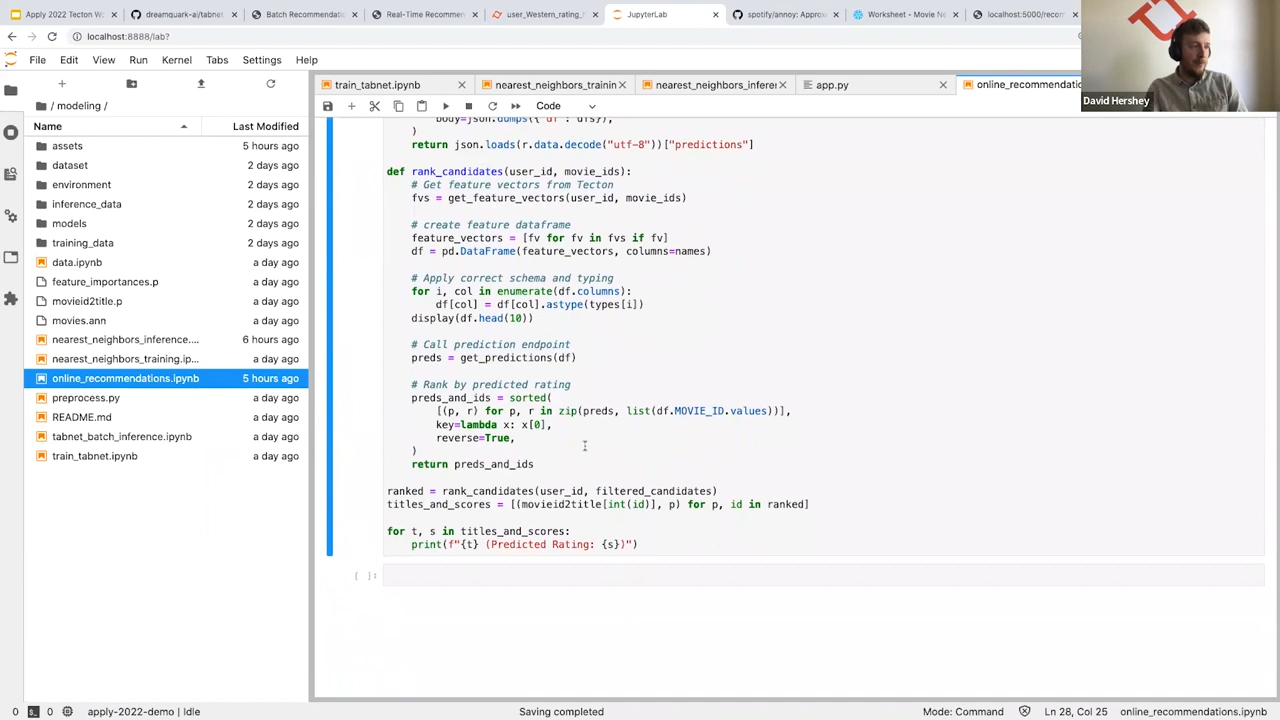 Apply 2022 Tecton W
dreamquark-ai/tabnet
Batch Recommendatio
Real-Time Recommen
user_Western_rating_r
JupyterLab
spotify/annoy: Approx
Worksheet - Movie Ne
localhost:5000/recom
localhost:8888/lab?
File Edit View Run Kernel Tabs Settings Help
train_tabnet.ipynb
nearest_neighbors_trainin
nearest_neighbors_infere
app.py
online_recommendatio
David Hershey
/ modeling /
Code
Name Last Modified
assets 5 hours ago
dataset 2 days ago
environment 2 days ago
inference_data 2 days ago
models 2 days ago
training_data 2 days ago
data.ipynb a day ago
feature_importances.p a day ago
movieid2title.p a day ago
movies.ann a day ago
nearest_neighbors_inference.... 6 hours ago
nearest_neighbors_training.ip... a day ago
online_recommendations.ipynb 5 hours ago
preprocess.py a day ago
README.md a day ago
tabnet_batch_inference.ipynb a day ago
train_tabnet.ipynb a day ago
body=json.dumps({"df": dfs}),
)
return json.loads(r.data.decode("utf-8"))["predictions"]
def rank_candidates(user_id, movie_ids):
# Get feature vectors from Tecton
fvs = get_feature_vectors(user_id, movie_ids)
# create feature dataframe
feature_vectors = [fv for fv in fvs if fv]
df = pd.DataFrame(feature_vectors, columns=names)
# Apply correct schema and typing
for i, col in enumerate(df.columns):
df[col] = df[col].astype(types[i])
display(df.head(10))
# Call prediction endpoint
preds = get_predictions(df)
# Rank by predicted rating
preds_and_ids = sorted(
[(p, r) for p, r in zip(preds, list(df.MOVIE_ID.values))],
key=lambda x: x[0],
reverse=True,
)
return preds_and_ids
ranked = rank_candidates(user_id, filtered_candidates)
titles_and_scores = [(movieid2title[int(id)], p) for p, id in ranked]
for t, s in titles_and_scores:
print(f"{t} (Predicted Rating: {s})")
[ ]:
0 0 apply-2022-demo | Idle
Saving completed
Mode: Command Ln 28, Col 25 online_recommendations.ipynb